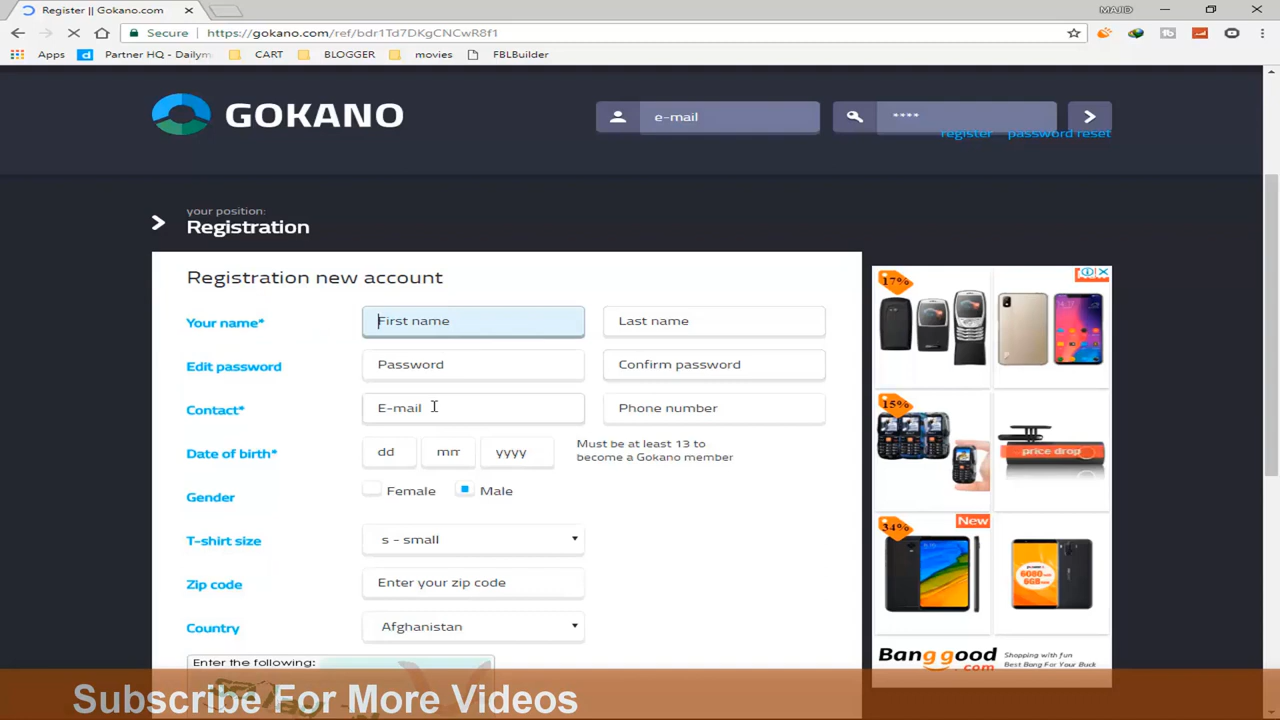 Register || Gokano.com
MAJID
Secure
https://gokano.com/ref/bdr1Td7DKgCNCwR8f1
Apps
Partner HQ - Dailym
CART
BLOGGER
movies
FBLBuilder
GOKANO
e-mail
****
register
password reset
your position:
Registration
Registration new account
Your name*
First name
Last name
Edit password
Password
Confirm password
Contact*
E-mail
Phone number
Date of birth*
dd
mm
yyyy
Must be at least 13 to
become a Gokano member
Gender
Female
Male
T-shirt size
s - small
Zip code
Enter your zip code
Country
Afghanistan
Enter the following:
17%
15%
price drop
34%
New
6080 mAh
6GB
Banggood.com
Shopping with fun
Best Bang For Your Buck
Subscribe For More Videos